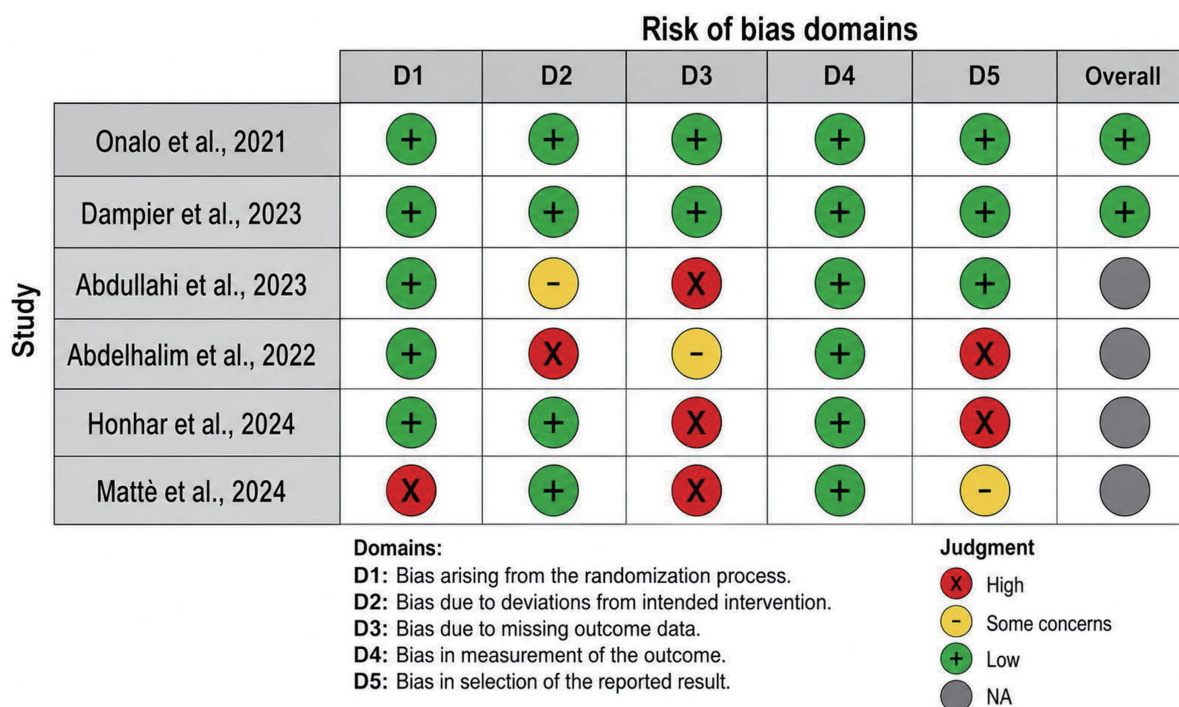 Risk of bias domains
D1 D2 D3 D4 D5 Overall
Study
Onalo et al., 2021 + + + + + +
Dampier et al., 2023 + + + + + +
Abdullahi et al., 2023 + - X + +
Abdelhalim et al., 2022 + X - + X
Honhar et al., 2024 + + X + X
Mattè et al., 2024 X + X + -
Domains:
D1: Bias arising from the randomization process.
D2: Bias due to deviations from intended intervention.
D3: Bias due to missing outcome data.
D4: Bias in measurement of the outcome.
D5: Bias in selection of the reported result.
Judgment
X High
- Some concerns
+ Low
NA